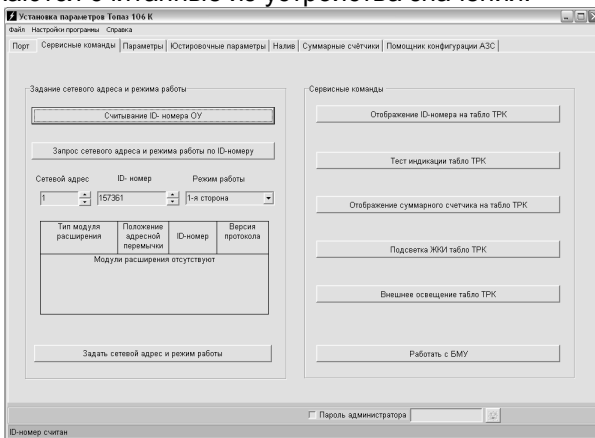 аются считанные из устройства значения.
Установка параметров Топаз 106 К
Файл Настройки программы Справка
Порт Сервисные команды Параметры Юстировочные параметры Налив Суммарные счётчики Помощник конфигурации АЗС
Задание сетевого адреса и режима работы
Считывание ID- номера ОУ
Запрос сетевого адреса и режима работы по ID-номеру
Сетевой адрес ID- номер Режим работы
1 157361 1-я сторона
Тип модуля расширения Положение адресной перемычки ID-номер Версия протокола
Модули расширения отсутствуют
Задать сетевой адрес и режим работы
Сервисные команды
Отображение ID-номера на табло ТРК
Тест индикации табло ТРК
Отображение суммарного счетчика на табло ТРК
Подсветка ЖКИ табло ТРК
Внешнее освещение табло ТРК
Работать с БМУ
Пароль администратора
ID-номер считан